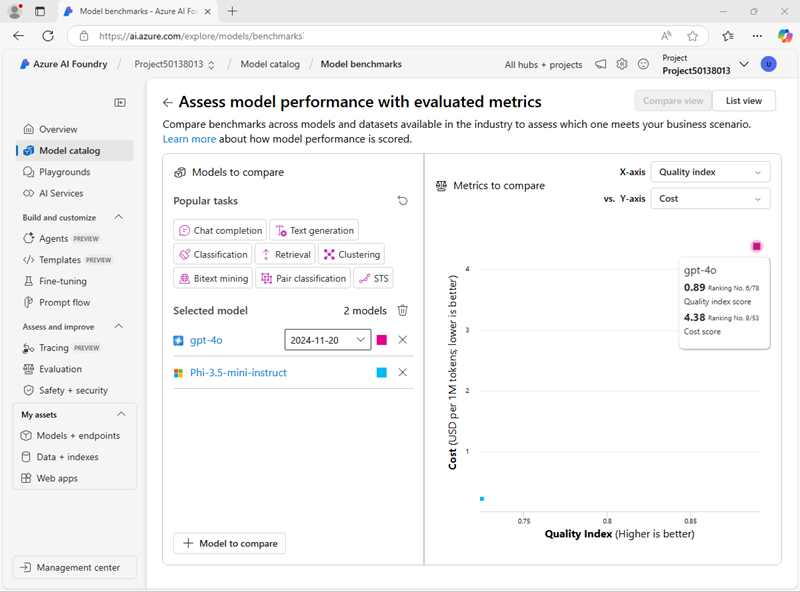 Model benchmarks - Azure AI Fo
https://ai.azure.com/explore/models/benchmarks
Azure AI Foundry / Project50138013 / Model catalog / Model benchmarks
All hubs + projects
Project
Project50138013
U
Assess model performance with evaluated metrics
Compare view
List view
Compare benchmarks across models and datasets available in the industry to assess which one meets your business scenario.
Learn more about how model performance is scored.
Overview
Model catalog
Playgrounds
AI Services
Build and customize
Agents PREVIEW
Templates PREVIEW
Fine-tuning
Prompt flow
Assess and improve
Tracing PREVIEW
Evaluation
Safety + security
My assets
Models + endpoints
Data + indexes
Web apps
Management center
Models to compare
Popular tasks
Chat completion
Text generation
Classification
Retrieval
Clustering
Bitext mining
Pair classification
STS
Selected model
2 models
gpt-4o
2024-11-20
Phi-3.5-mini-instruct
Model to compare
Metrics to compare
X-axis
Quality index
vs. Y-axis
Cost
gpt-4o
0.89 Ranking No. 6/78
Quality index score
4.38 Ranking No. 9/53
Cost score
Cost (USD per 1M tokens; lower is better)
4
3
2
1
0.75
0.8
0.85
Quality Index (Higher is better)